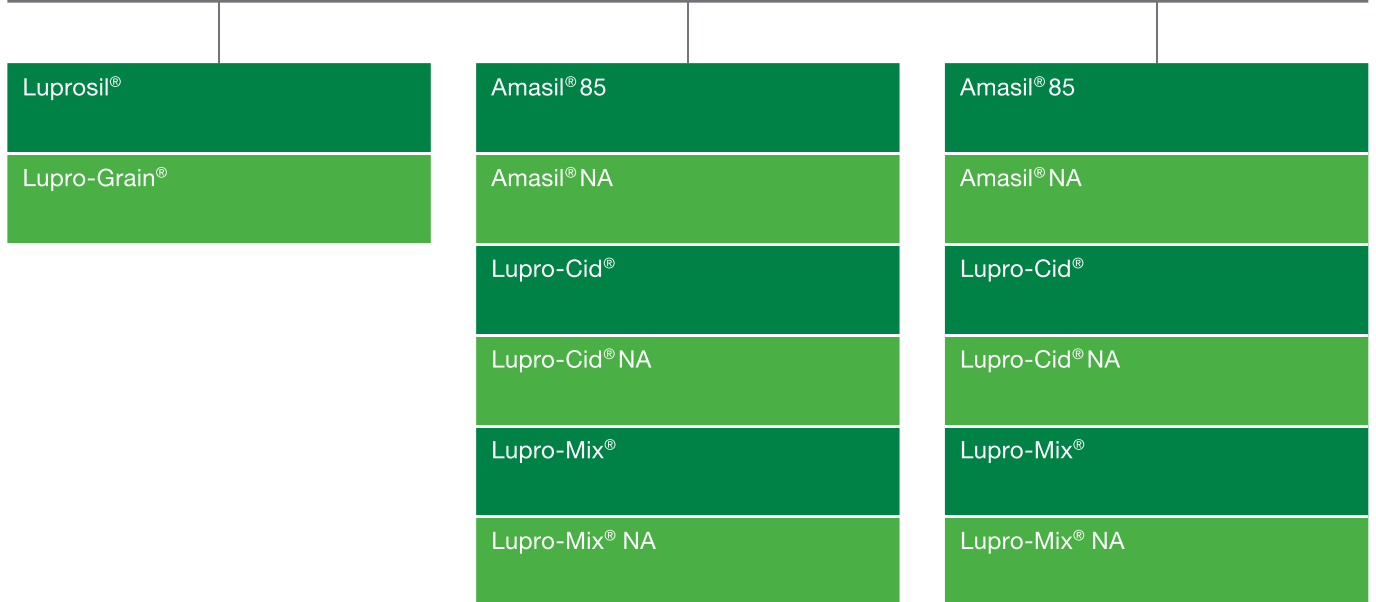 Luprosil®
Lupro-Grain®
Amasil® 85
Amasil® NA
Lupro-Cid®
Lupro-Cid® NA
Lupro-Mix®
Lupro-Mix® NA
Amasil® 85
Amasil® NA
Lupro-Cid®
Lupro-Cid® NA
Lupro-Mix®
Lupro-Mix® NA